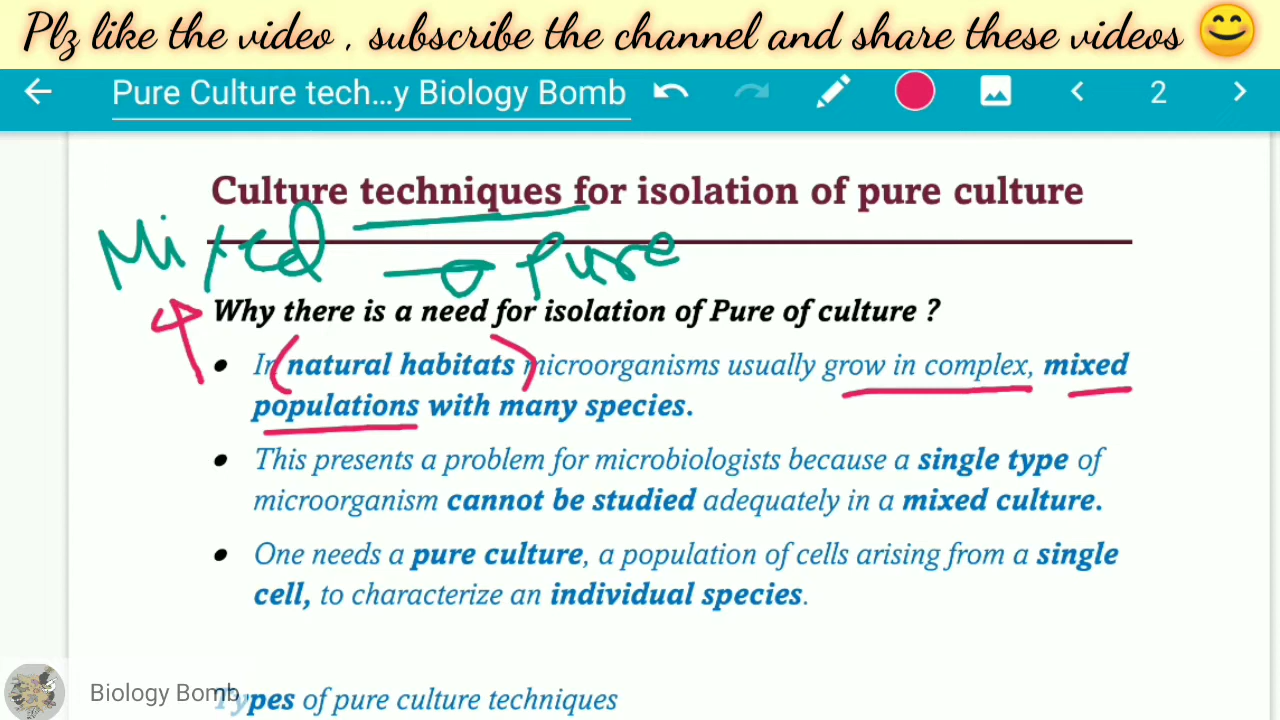 Plz like the video , subscribe the channel and share these videos 😊
Pure Culture tech...y Biology Bomb
2
Culture techniques for isolation of pure culture
Mixed → Pure
Why there is a need for isolation of Pure of culture ?
• In natural habitats microorganisms usually grow in complex, mixed
populations with many species.
• This presents a problem for microbiologists because a single type of
microorganism cannot be studied adequately in a mixed culture.
• One needs a pure culture, a population of cells arising from a single
cell, to characterize an individual species.
Biology Bomb
Types of pure culture techniques